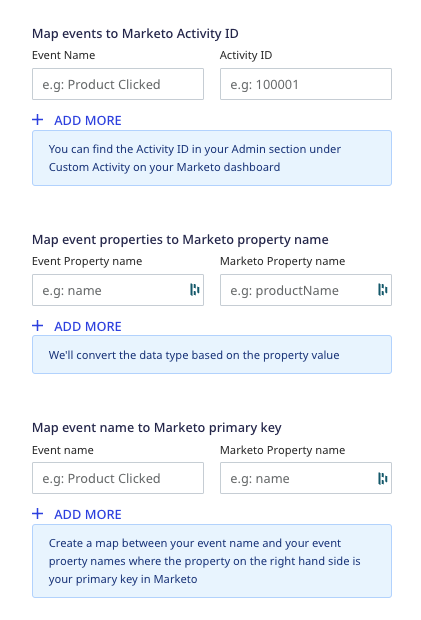 Map events to Marketo Activity ID
Event Name Activity ID
e.g: Product Clicked e.g: 100001
+ ADD MORE
You can find the Activity ID in your Admin section under
Custom Activity on your Marketo dashboard
Map event properties to Marketo property name
Event Property name Marketo Property name
e.g: name e.g: productName
+ ADD MORE
We'll convert the data type based on the property value
Map event name to Marketo primary key
Event name Marketo Property name
e.g: Product Clicked e.g: name
+ ADD MORE
Create a map between your event name and your event
proerty names where the property on the right hand side is
your primary key in Marketo